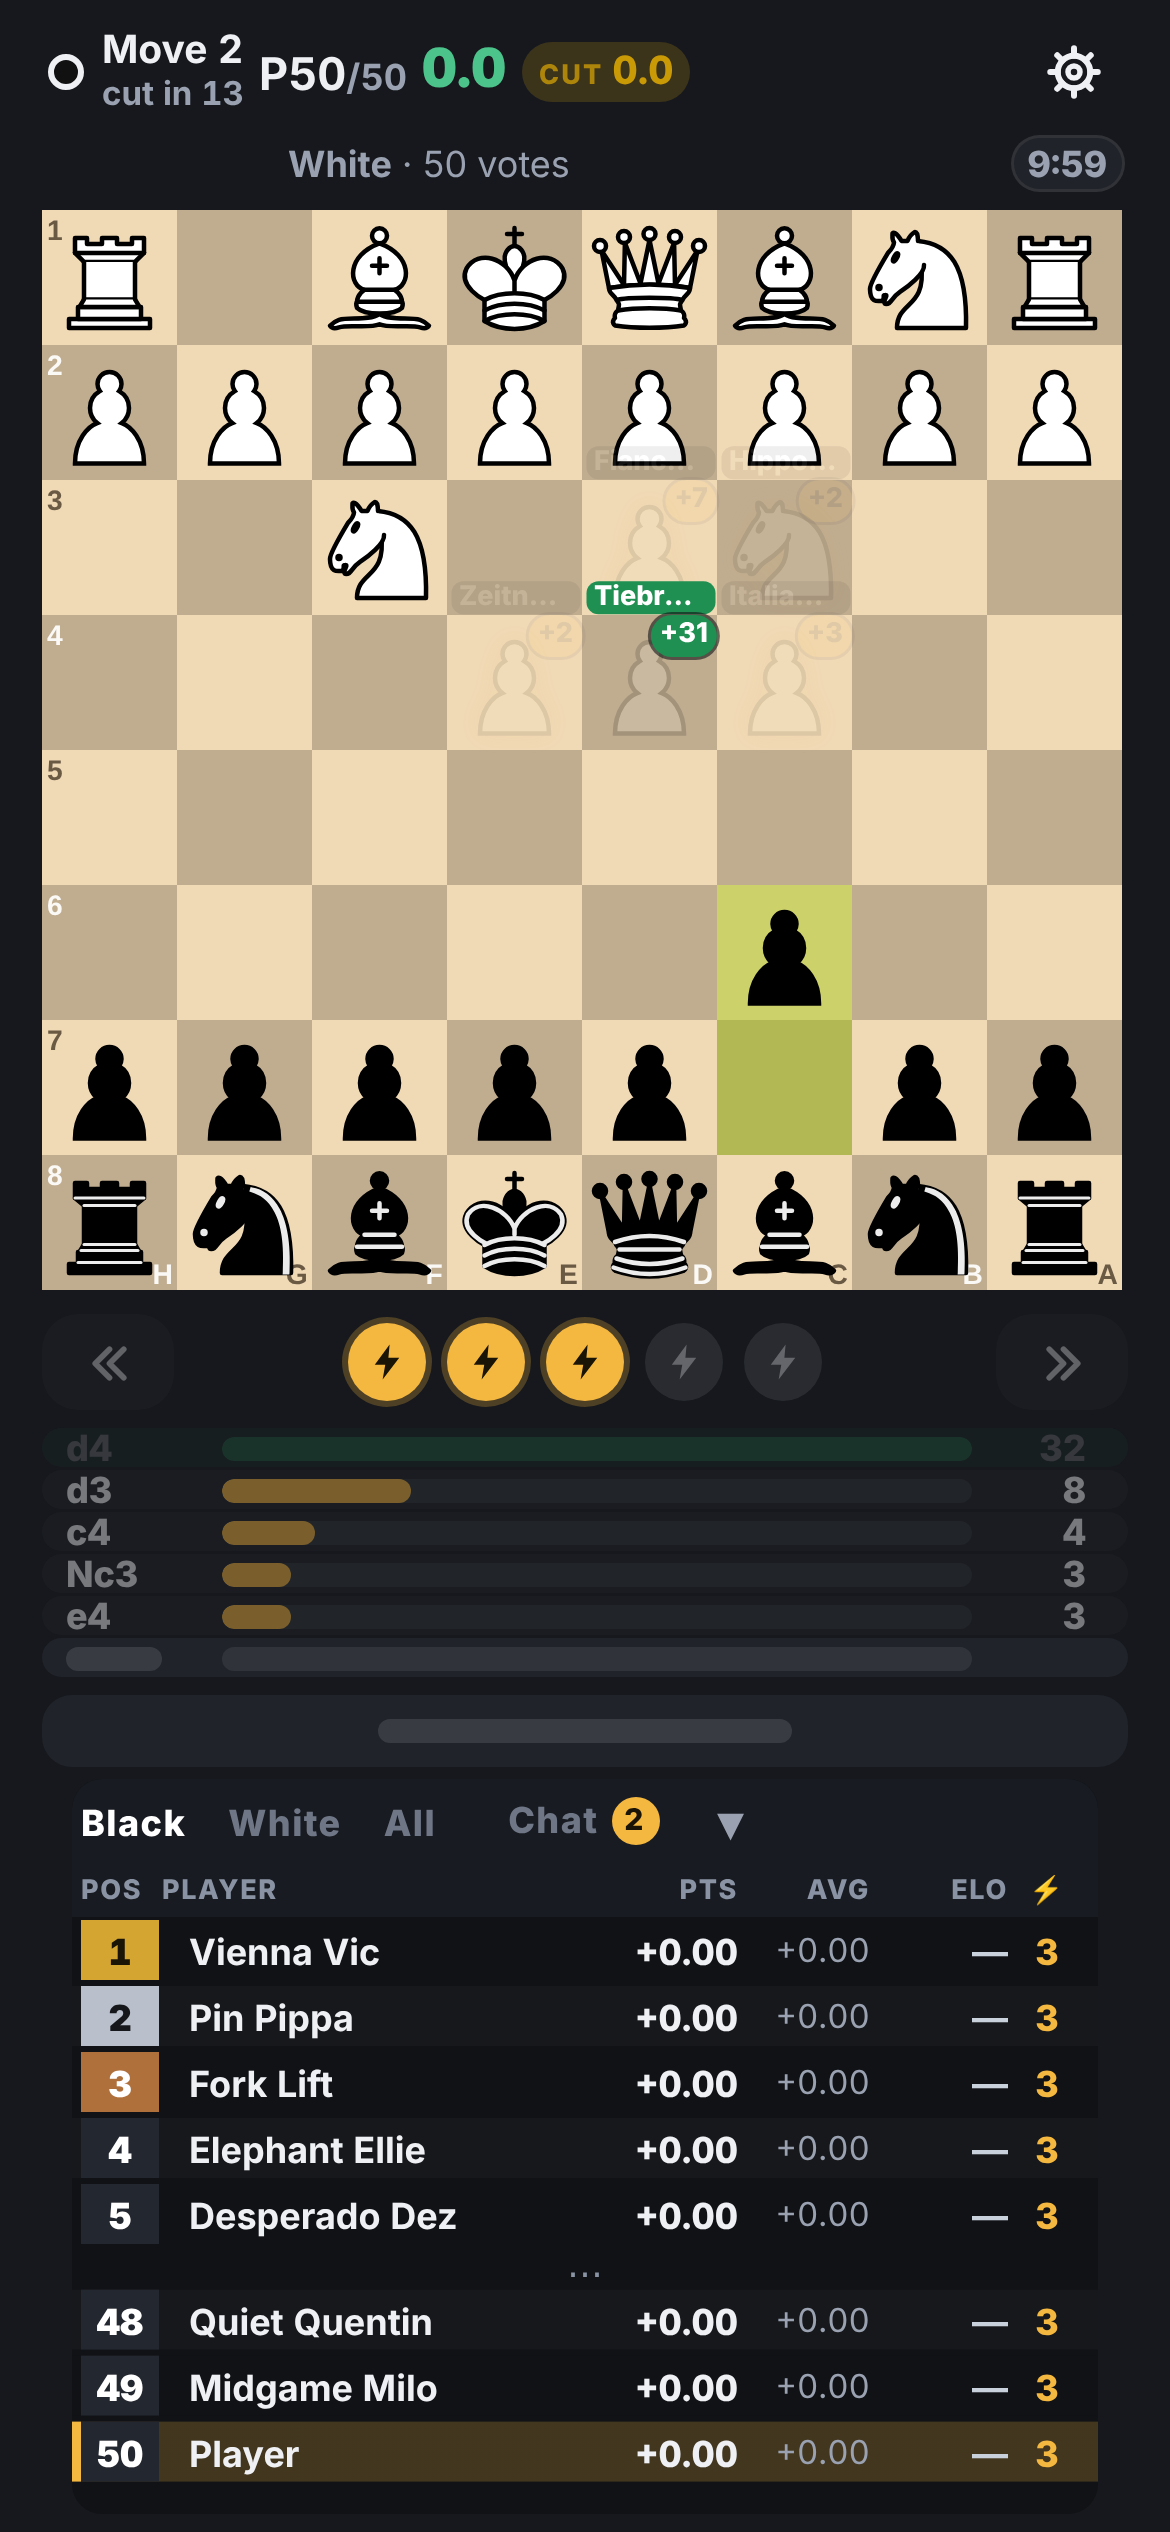 Move 2
cut in 13
P50/50
0.0
CUT 0.0
White · 50 votes
9:59
1
2
Fianc...
Hippo...
3
+7
+2
Zeitn...
Tiebr...
Italia...
4
+2
+31
+3
5
6
7
8
H
G
F
E
D
C
B
A
d4 32
d3 8
c4 4
Nc3 3
e4 3
Black White All Chat 2 ▼
POS PLAYER PTS AVG ELO ⚡
1 Vienna Vic +0.00 +0.00 — 3
2 Pin Pippa +0.00 +0.00 — 3
3 Fork Lift +0.00 +0.00 — 3
4 Elephant Ellie +0.00 +0.00 — 3
5 Desperado Dez +0.00 +0.00 — 3
...
48 Quiet Quentin +0.00 +0.00 — 3
49 Midgame Milo +0.00 +0.00 — 3
50 Player +0.00 +0.00 — 3